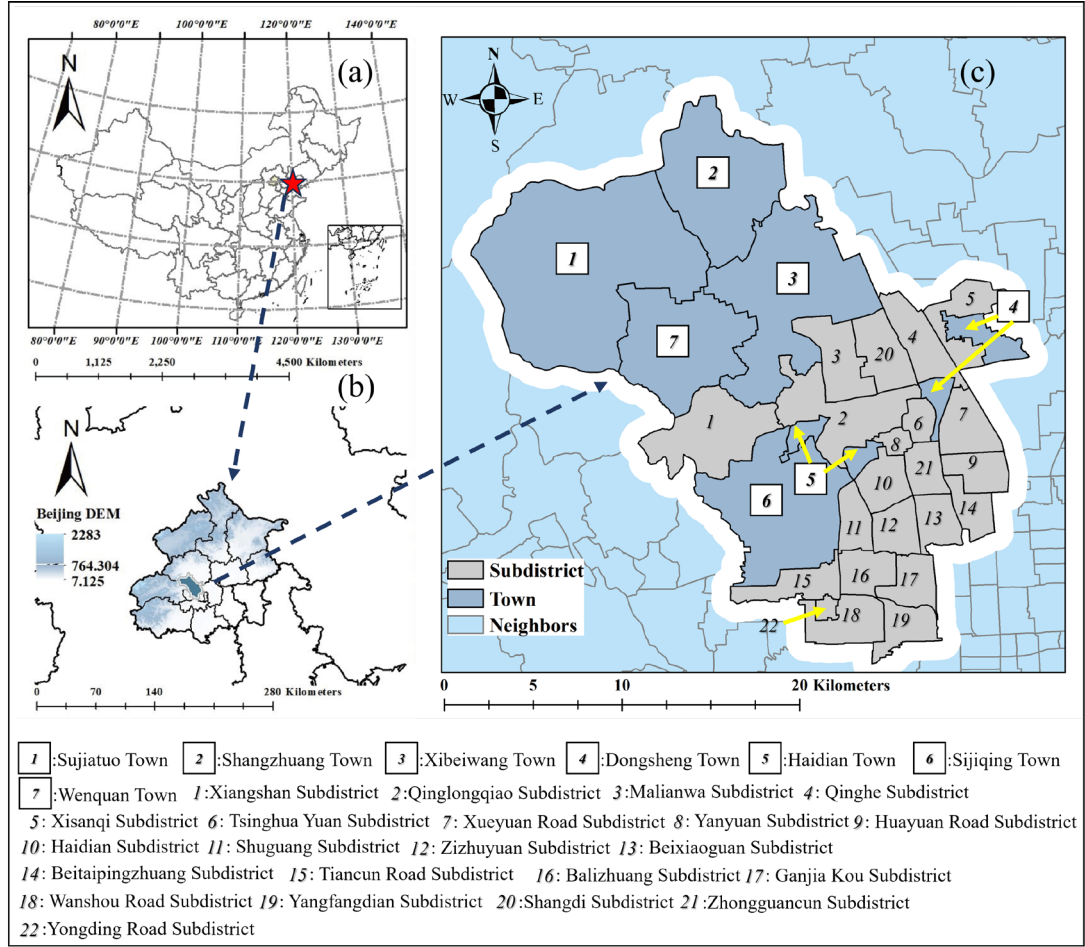 80°0'0"E 100°0'0"E 120°0'0"E 140°0'0"E
N
(a)
80°0'0"E 90°0'0"E 100°0'0"E 110°0'0"E 120°0'0"E 130°0'0"E
0 1,125 2,250 4,500 Kilometers
(b)
N
Beijing DEM
2283
764.304
7.125
0 70 140 280 Kilometers
(c)
N
W E
S
2
1
3
5 4
7
3 20 4
1
2 6 7
8
5
21 9
6
10
11 12 13 14
15 16 17
22 18 19
Subdistrict
Town
Neighbors
0 5 10 20 Kilometers
1 :Sujiatuo Town 2 :Shangzhuang Town 3 :Xibeiwang Town 4 :Dongsheng Town 5 :Haidian Town 6 :Sijiqing Town
7 :Wenquan Town 1:Xiangshan Subdistrict 2:Qinglongqiao Subdistrict 3:Malianwa Subdistrict 4: Qinghe Subdistrict
5: Xisanqi Subdistrict 6: Tsinghua Yuan Subdistrict 7: Xueyuan Road Subdistrict 8: Yanyuan Subdistrict 9: Huayuan Road Subdistrict
10: Haidian Subdistrict 11: Shuguang Subdistrict 12: Zizhuyuan Subdistrict 13: Beixiaoguan Subdistrict
14: Beitaipingzhuang Subdistrict 15: Tiancun Road Subdistrict 16: Balizhuang Subdistrict 17: Ganjia Kou Subdistrict
18: Wanshou Road Subdistrict 19: Yangfangdian Subdistrict 20:Shangdi Subdistrict 21:Zhongguancun Subdistrict
22:Yongding Road Subdistrict